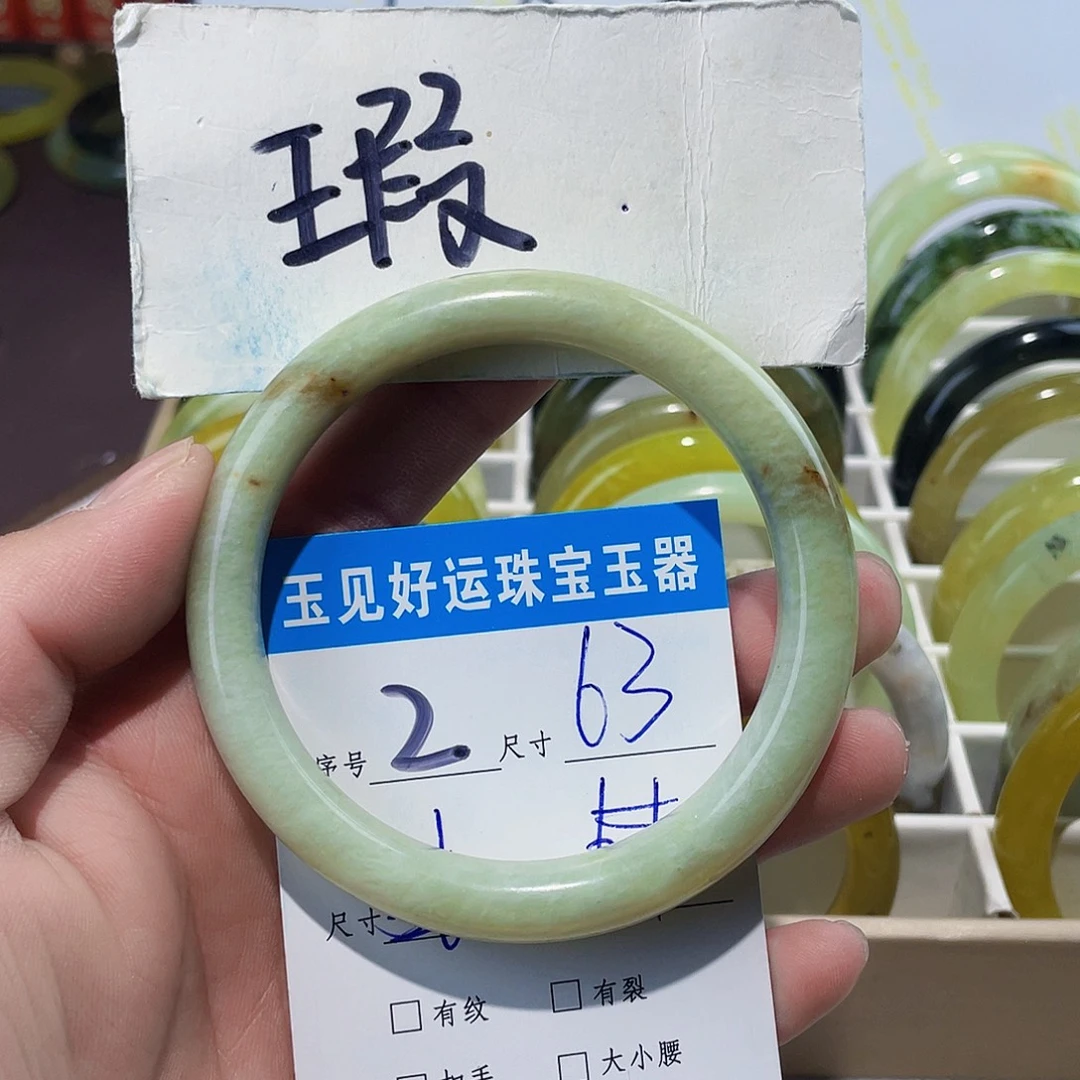 瑕
玉见好运珠宝玉器
序号 2 尺寸 63
尺寸
有纹 有裂
大小腰